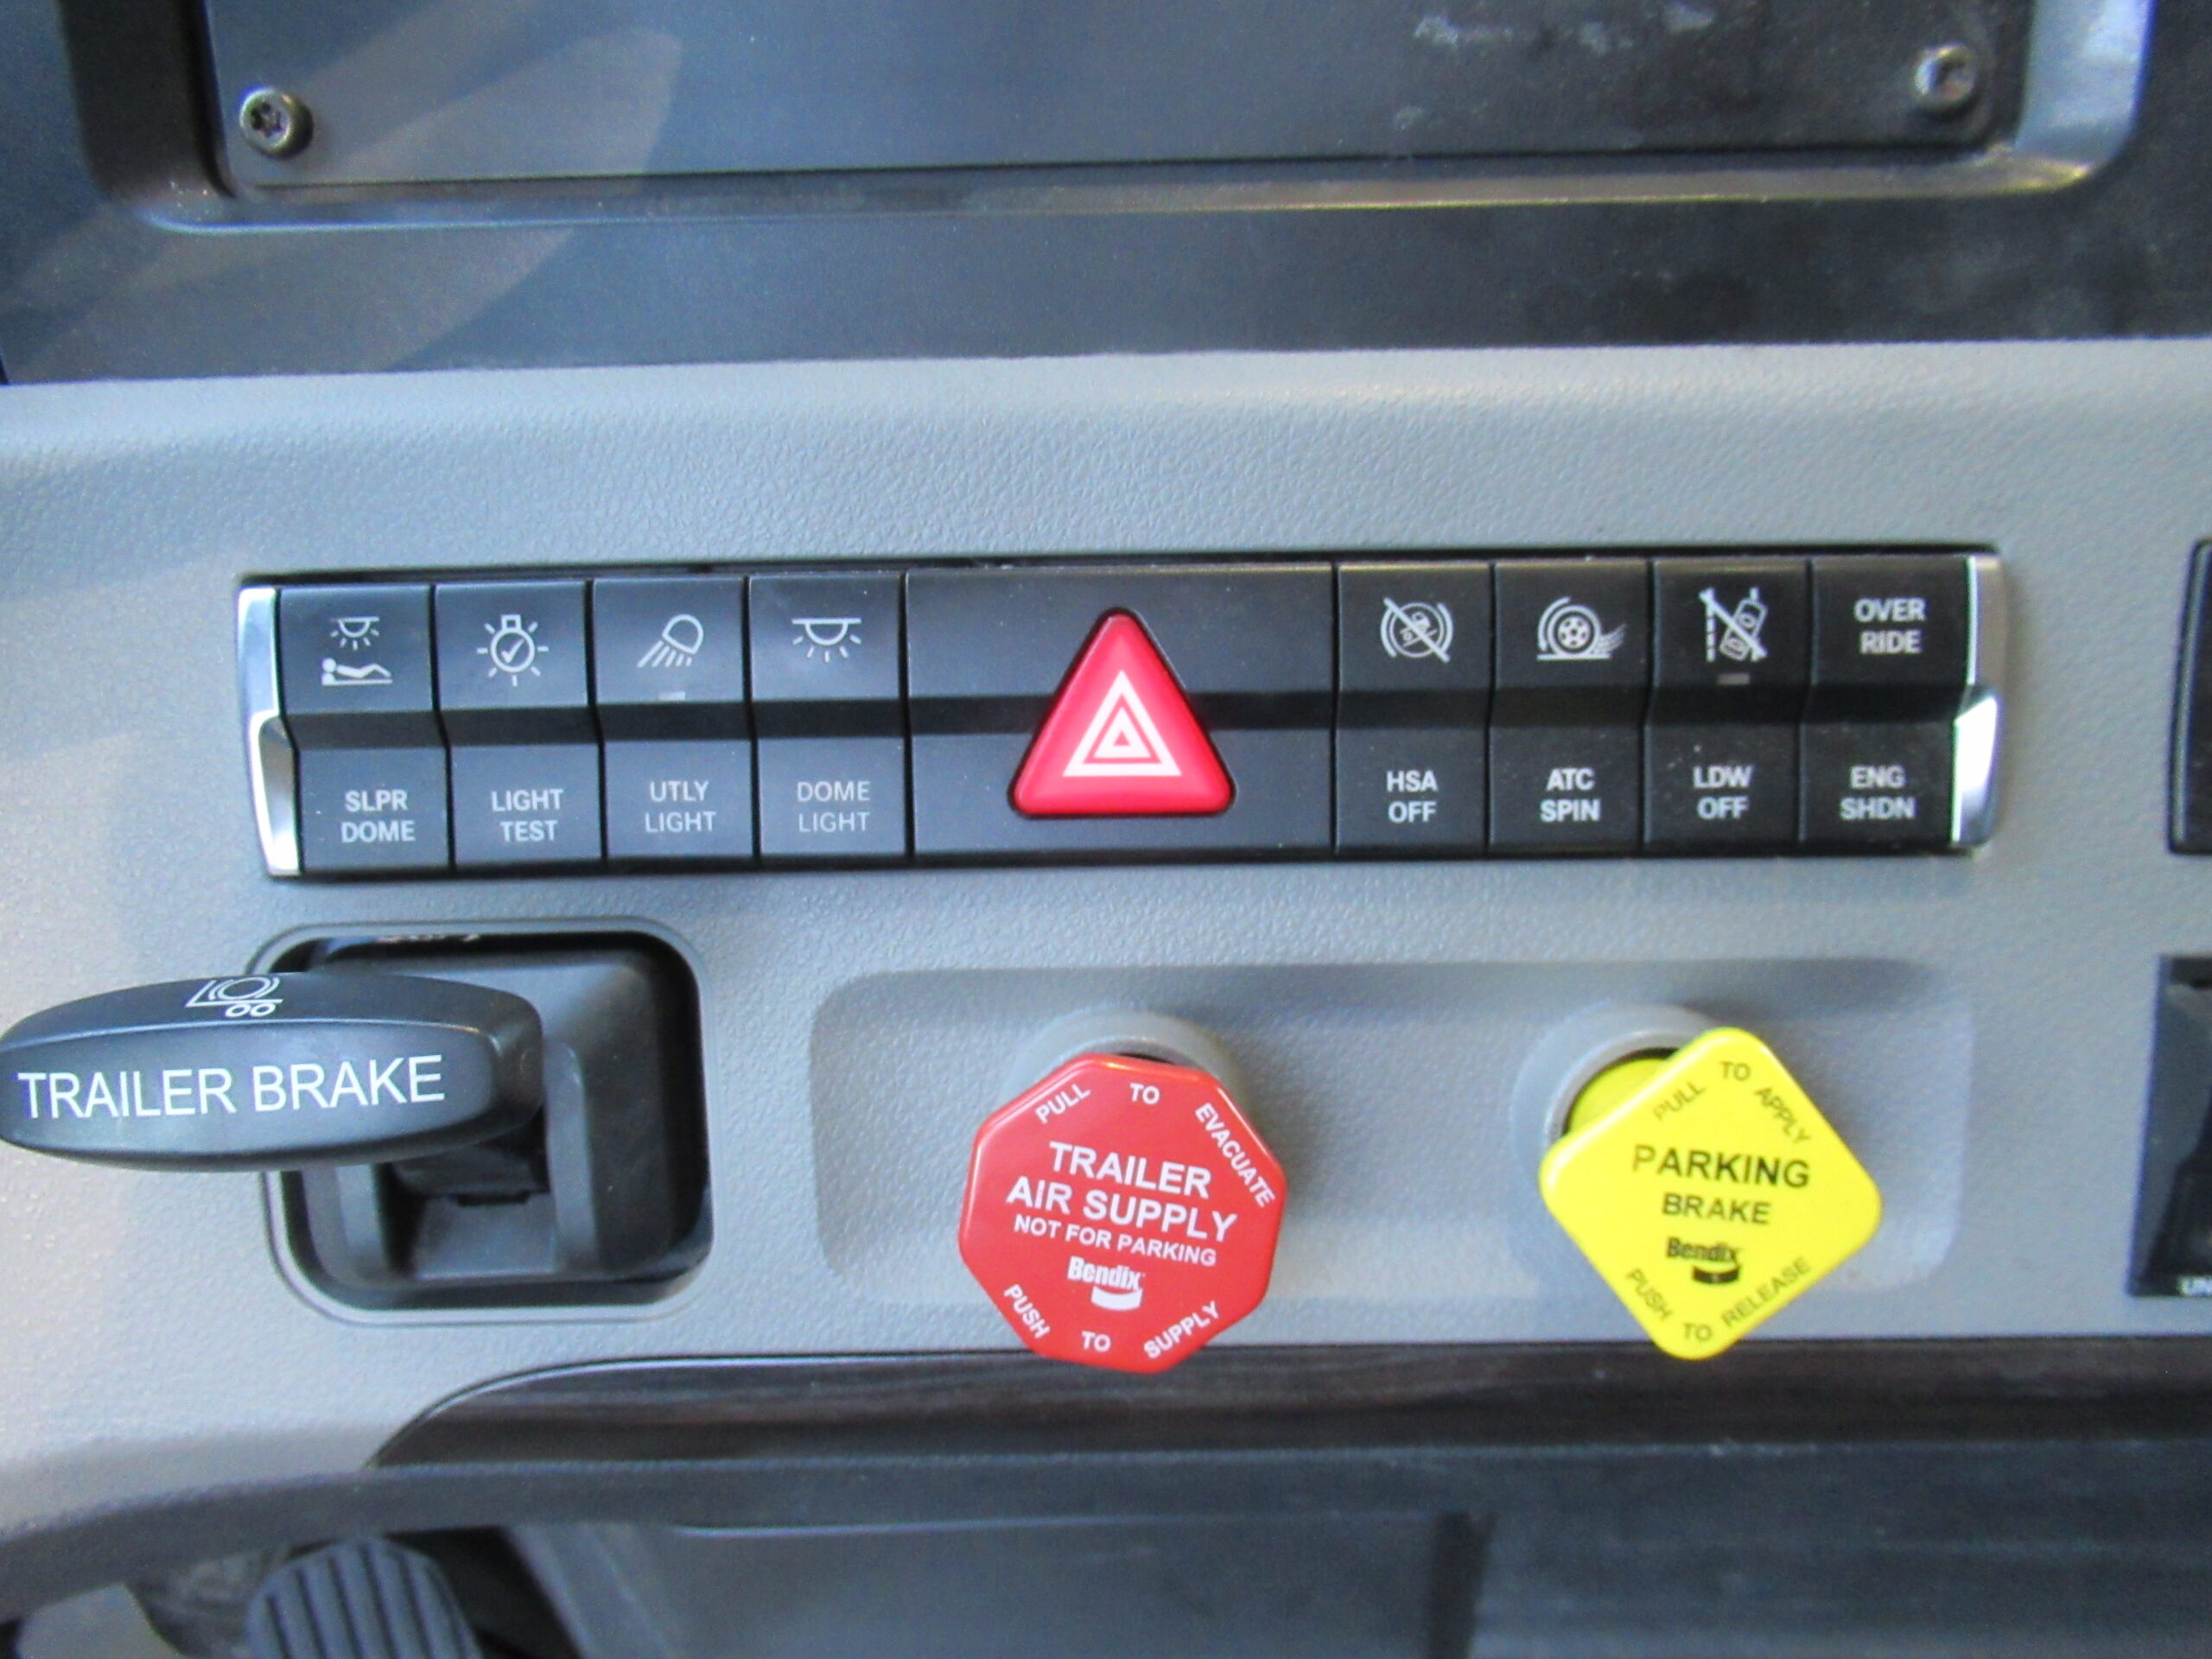 OVER
RIDE
SLPR
DOME
LIGHT
TEST
UTLY
LIGHT
DOME
LIGHT
HSA
OFF
ATC
SPIN
LDW
OFF
ENG
SHDN
TRAILER BRAKE
PULL TO EVACUATE
TRAILER
AIR SUPPLY
NOT FOR PARKING
Bendix
PUSH TO SUPPLY
PULL TO APPLY
PARKING
BRAKE
Bendix
PUSH TO RELEASE